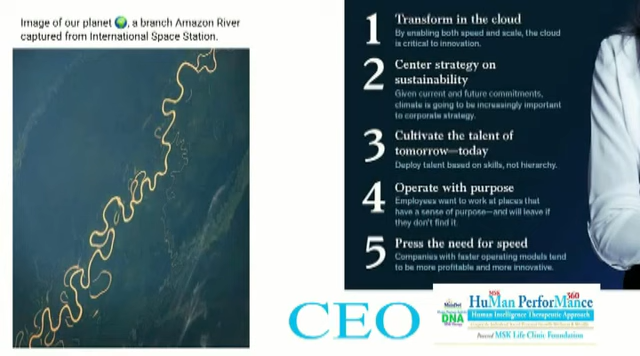 Image of our planet 🌍, a branch Amazon River
captured from International Space Station.
1 Transform in the cloud
By enabling both speed and scale, the cloud
is critical to innovation.
2 Center strategy on
sustainability
Given current and future commitments,
climate is going to be increasingly important
to corporate strategy.
3 Cultivate the talent of
tomorrow—today
Deploy talent based on skills, not hierarchy.
4 Operate with purpose
Employees want to work at places that
have a sense of purpose—and will leave if
they don't find it.
5 Press the need for speed
Companies with faster operating models tend
to be more profitable and more innovative.
CEO
MSK 360
HuMan PerforMance
DNA
Human Intelligence Therapeutic Approach
Powered MSK Life Clinic Foundation